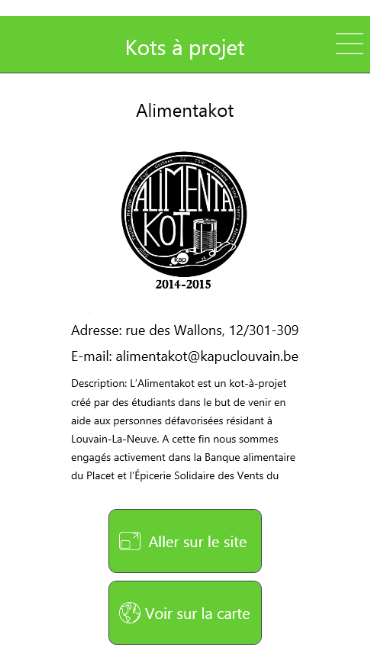 Kots à projet
Alimentakot
ALIMENTA
KOT
2014-2015
Adresse: rue des Wallons, 12/301-309
E-mail: alimentakot@kapuclouvain.be
Description: L'Alimentakot est un kot-à-projet
créé par des étudiants dans le but de venir en
aide aux personnes défavorisées résidant à
Louvain-La-Neuve. A cette fin nous sommes
engagés activement dans la Banque alimentaire
du Placet et l'Épicerie Solidaire des Vents du
Aller sur le site
Voir sur la carte